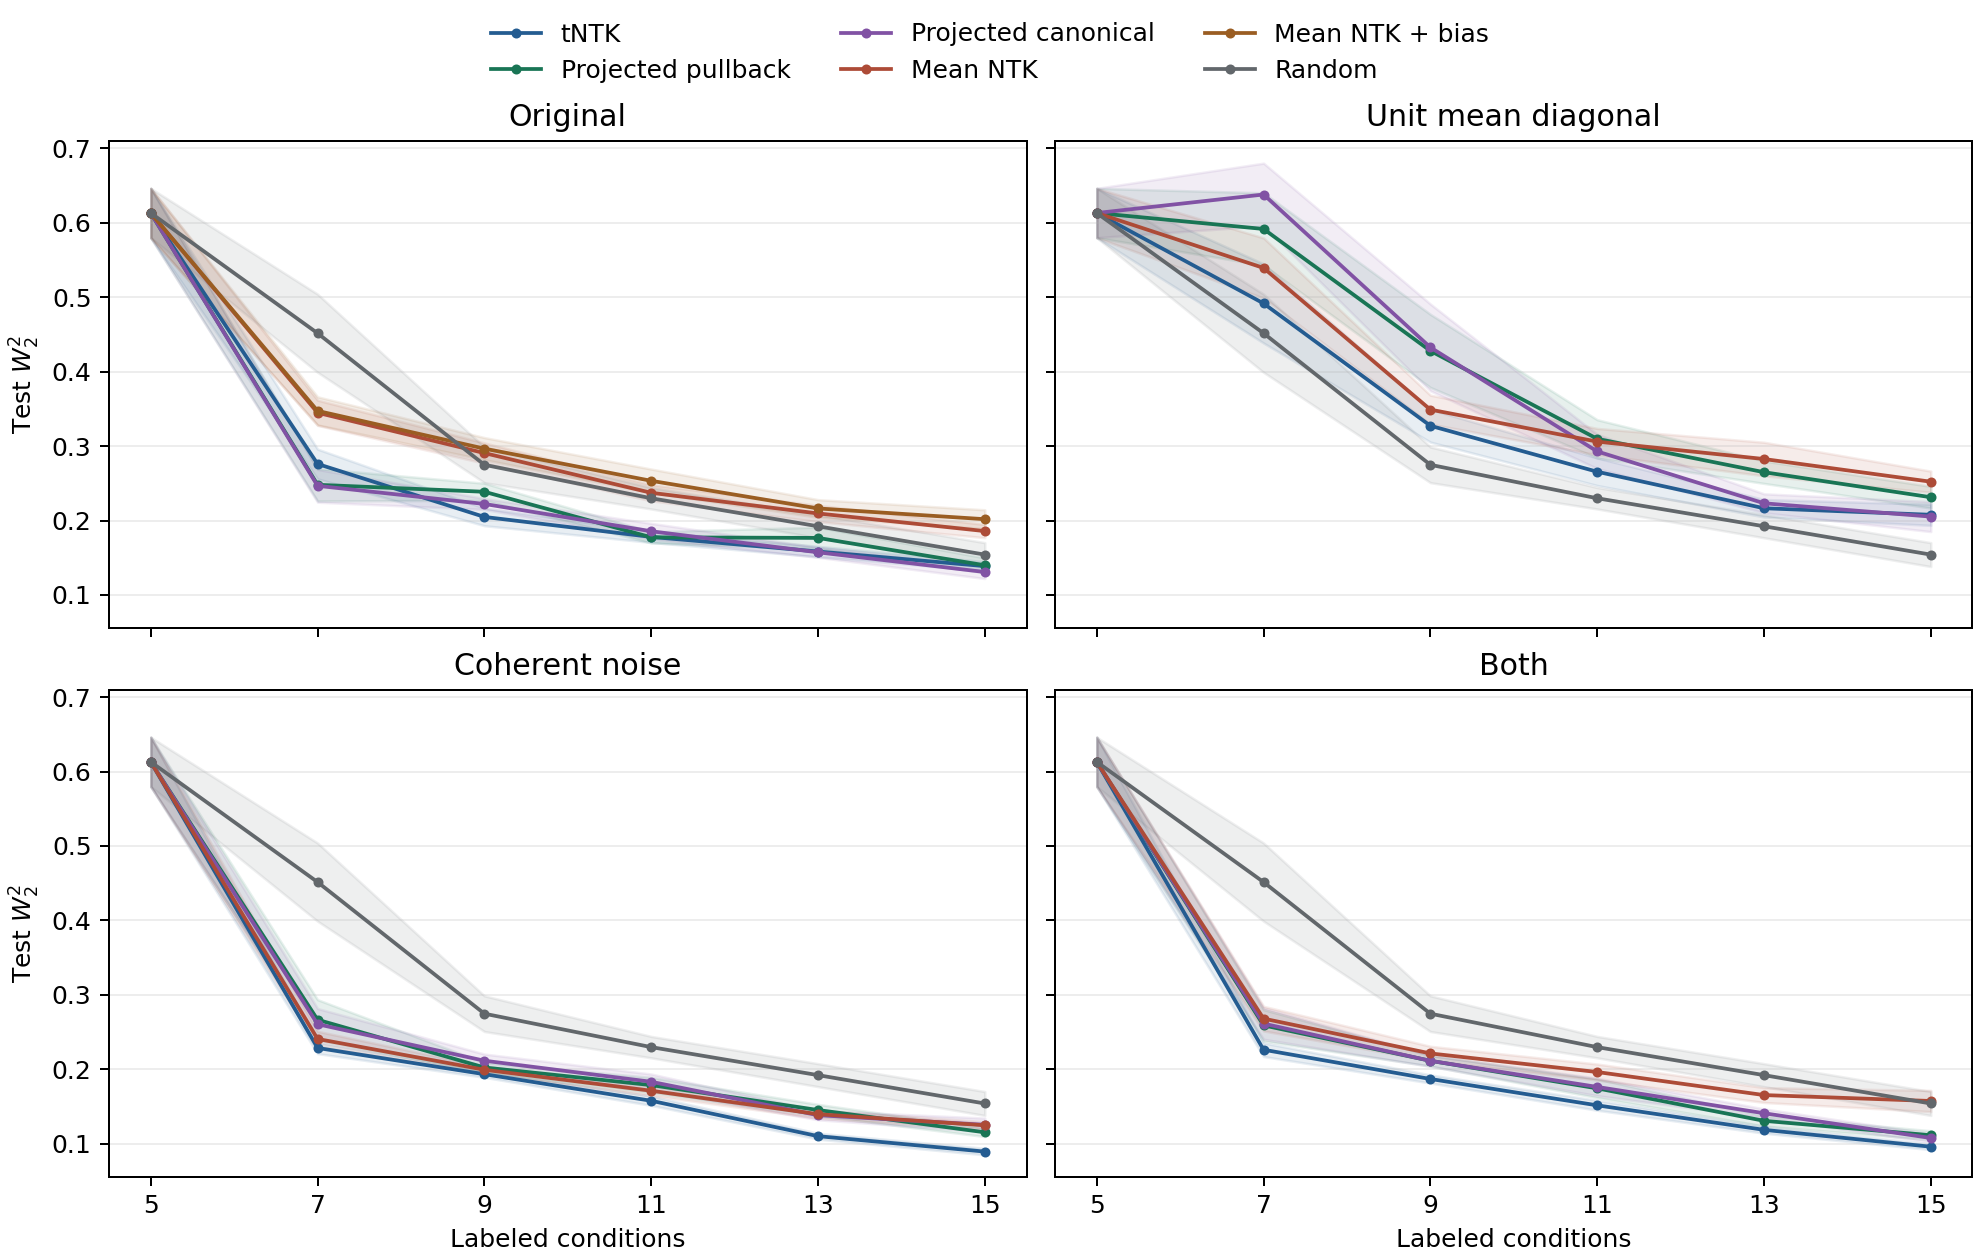 tNTK
Projected pullback
Projected canonical
Mean NTK
Mean NTK + bias
Random
Original
Unit mean diagonal
Test W₂²
0.7
0.6
0.5
0.4
0.3
0.2
0.1
Coherent noise
Both
Test W₂²
0.7
0.6
0.5
0.4
0.3
0.2
0.1
5 7 9 11 13 15
5 7 9 11 13 15
Labeled conditions
Labeled conditions